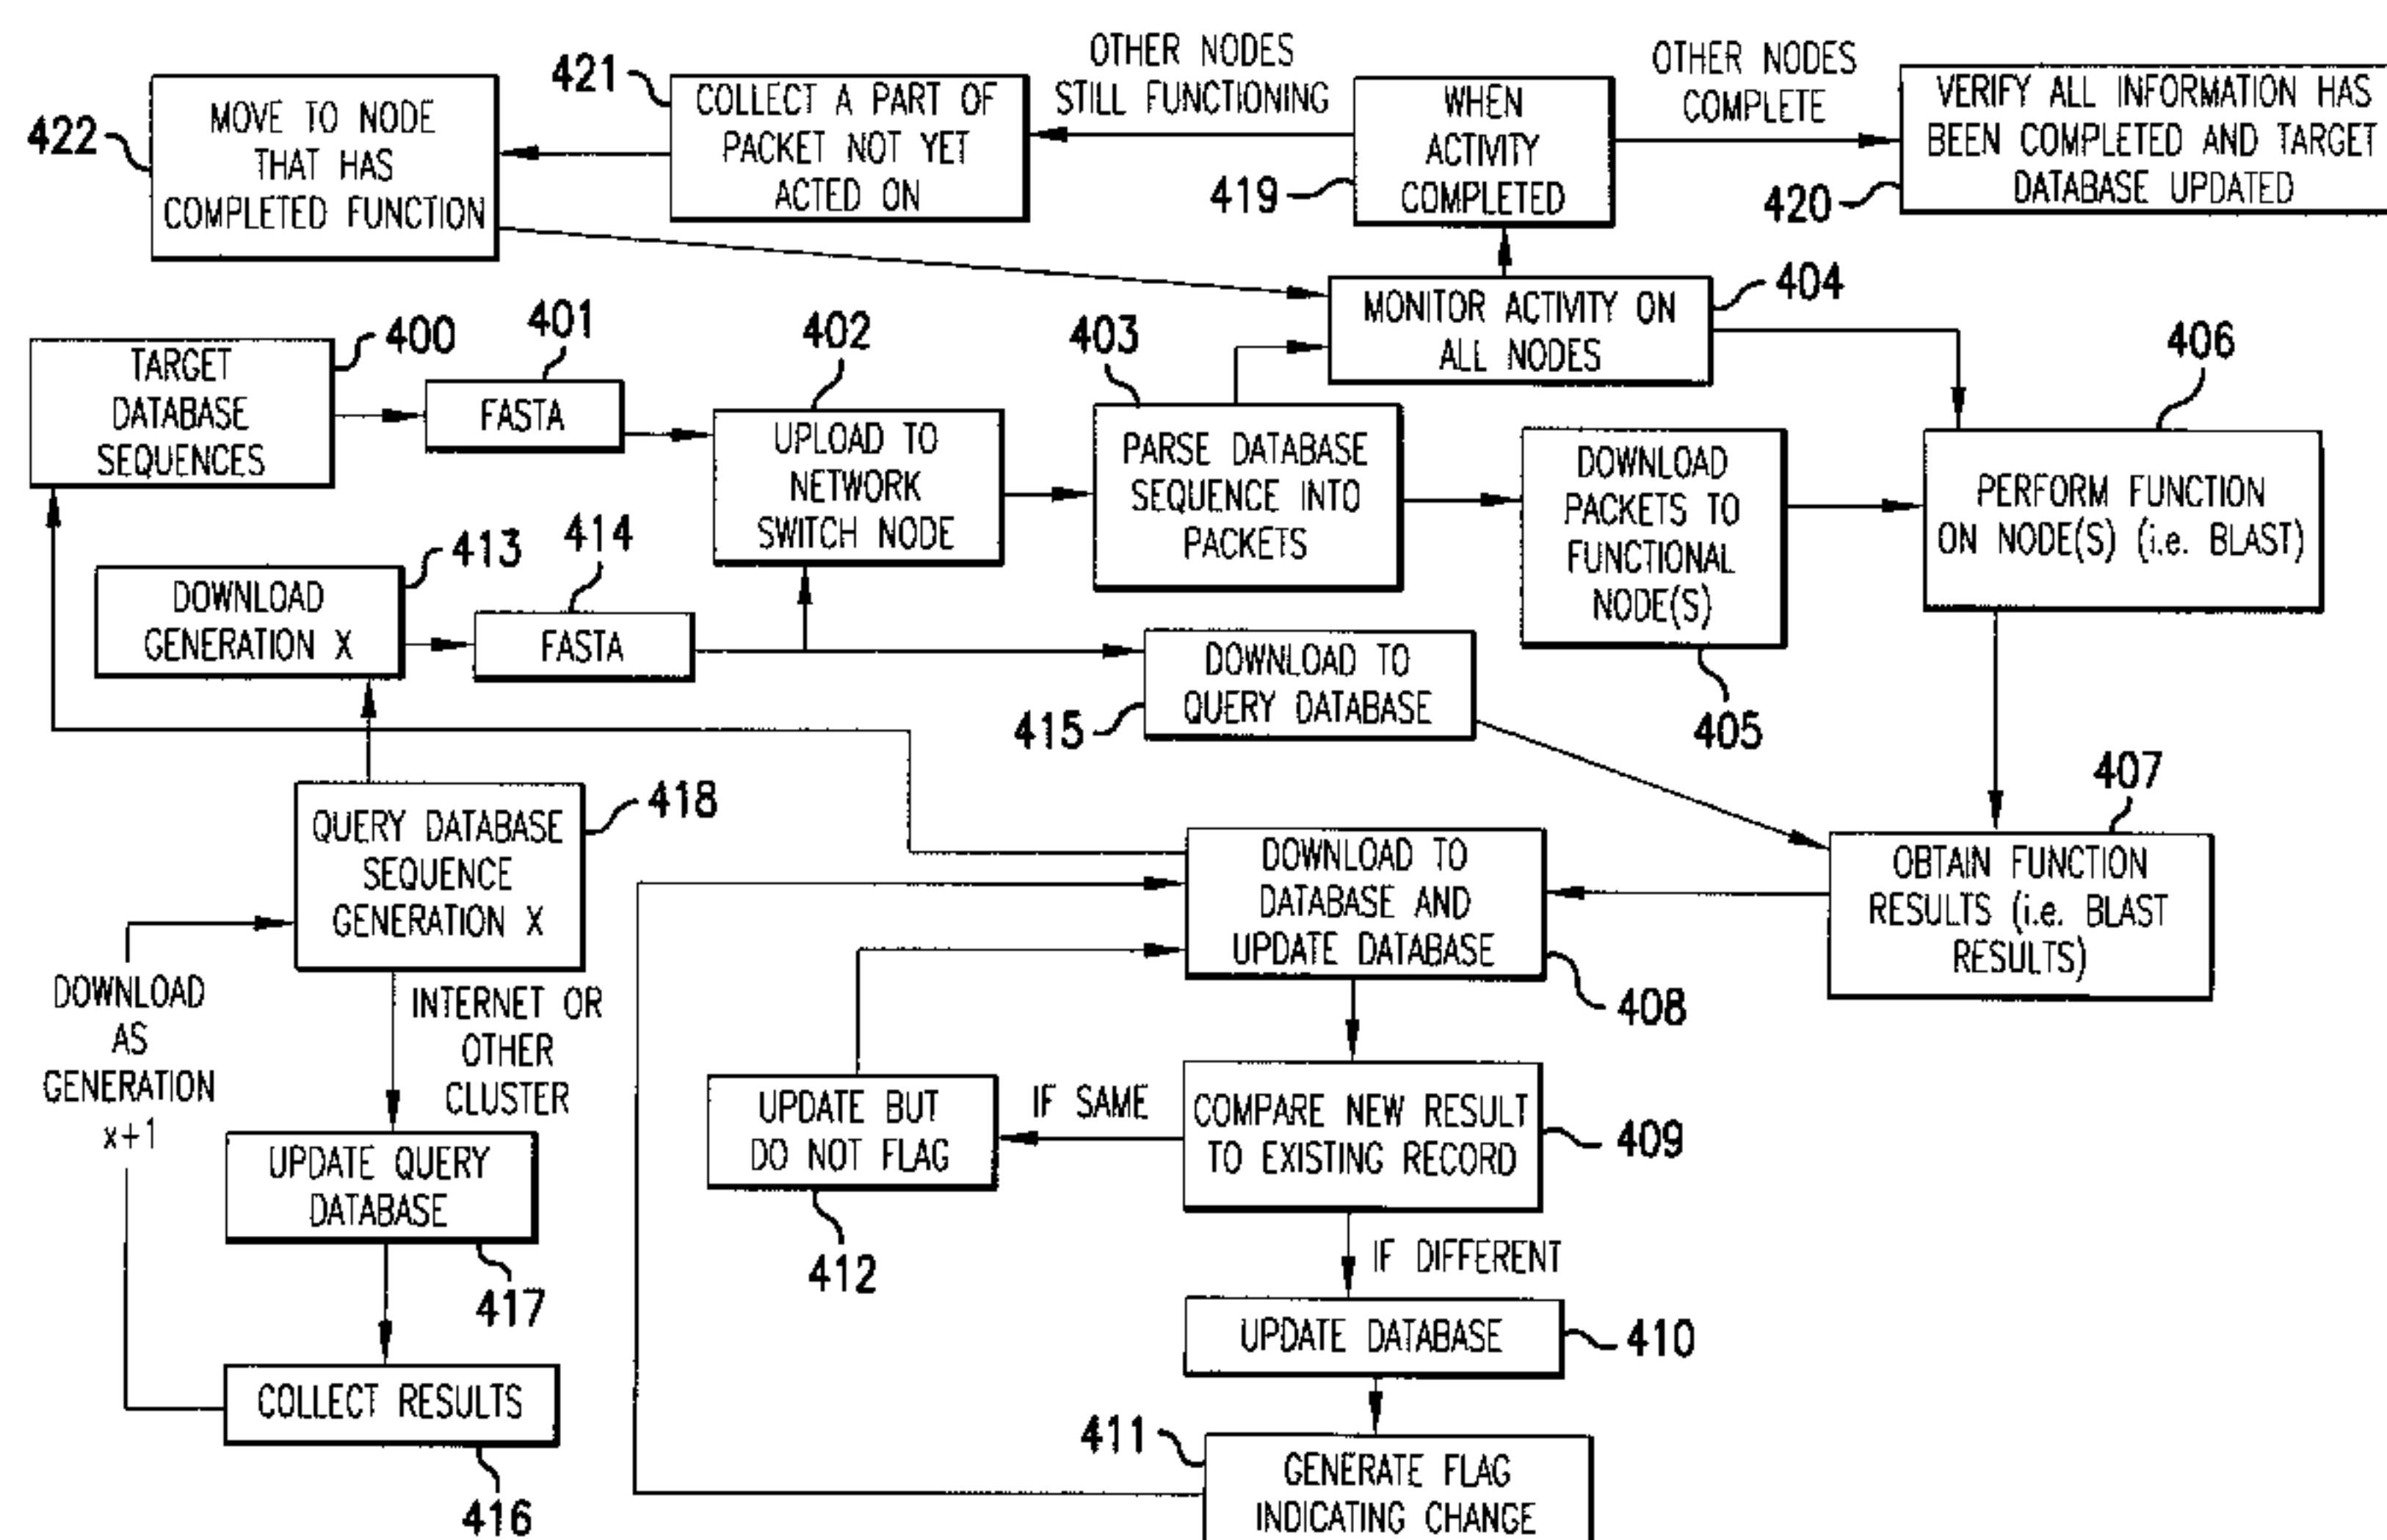 OTHER NODES
STILL FUNCTIONING
OTHER NODES
COMPLETE
422
MOVE TO NODE
THAT HAS
COMPLETED FUNCTION
421
COLLECT A PART OF
PACKET NOT YET
ACTED ON
419
WHEN
ACTIVITY
COMPLETED
420
VERIFY ALL INFORMATION HAS
BEEN COMPLETED AND TARGET
DATABASE UPDATED
404
MONITOR ACTIVITY ON
ALL NODES
400
TARGET
DATABASE
SEQUENCES
401
FASTA
402
UPLOAD TO
NETWORK
SWITCH NODE
403
PARSE DATABASE
SEQUENCE INTO
PACKETS
DOWNLOAD
PACKETS TO
FUNCTIONAL
NODE(S)
405
406
PERFORM FUNCTION
ON NODE(S) (i.e. BLAST)
413
DOWNLOAD
GENERATION X
414
FASTA
415
DOWNLOAD TO
QUERY DATABASE
418
QUERY DATABASE
SEQUENCE
GENERATION X
407
OBTAIN FUNCTION
RESULTS (i.e. BLAST
RESULTS)
DOWNLOAD TO
DATABASE AND
UPDATE DATABASE
408
DOWNLOAD
AS
GENERATION
x+1
INTERNET OR
OTHER
CLUSTER
UPDATE QUERY
DATABASE
417
COLLECT RESULTS
416
UPDATE BUT
DO NOT FLAG
412
IF SAME
COMPARE NEW RESULT
TO EXISTING RECORD
409
IF DIFFERENT
UPDATE DATABASE
410
411
GENERATE FLAG
INDICATING CHANGE